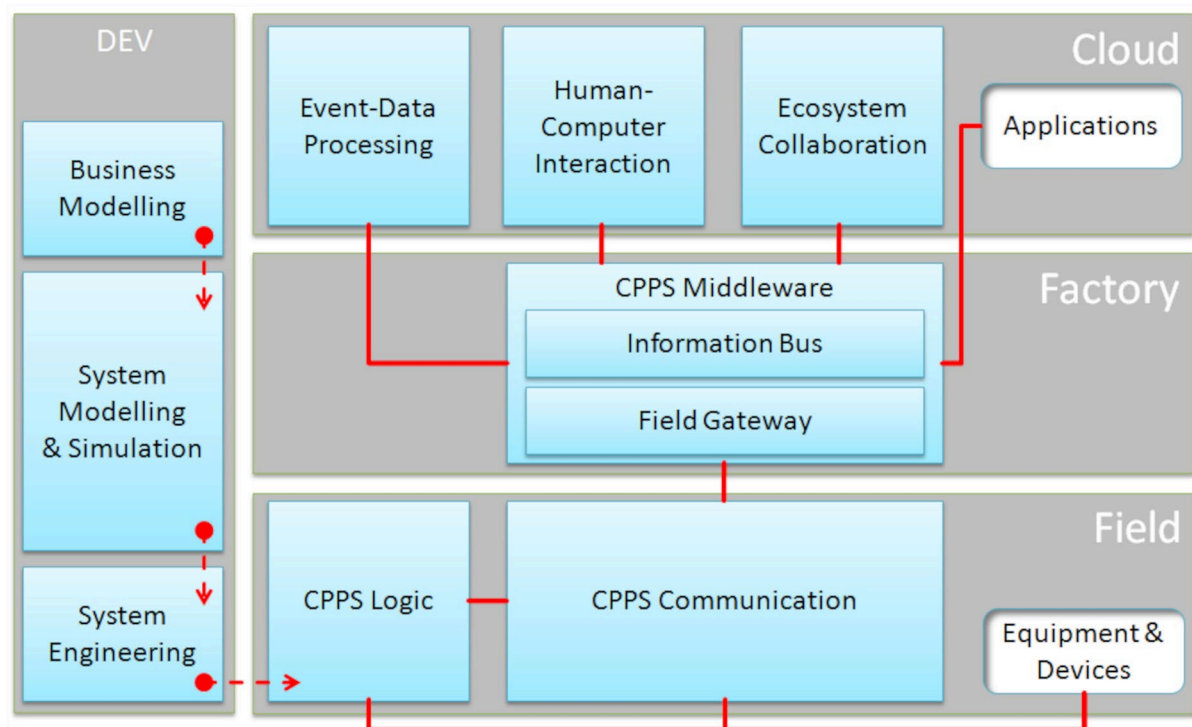 DEV
Business
Modelling
System
Modelling
& Simulation
System
Engineering
Cloud
Event-Data
Processing
Human-
Computer
Interaction
Ecosystem
Collaboration
Applications
Factory
CPPS Middleware
Information Bus
Field Gateway
Field
CPPS Logic
CPPS Communication
Equipment &
Devices